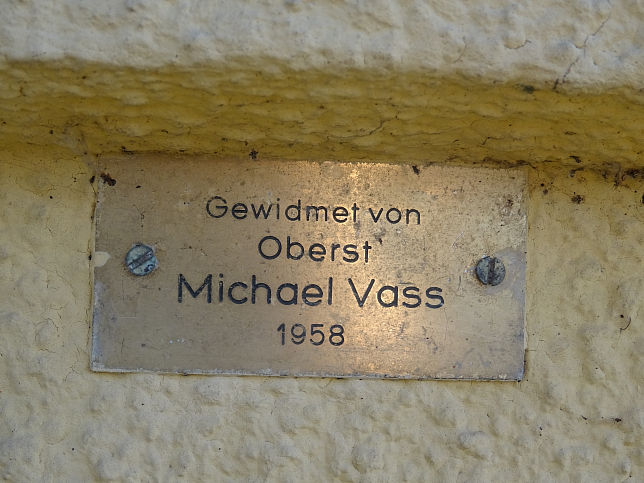 Gewidmet von
Oberst
Michael Vass
1958